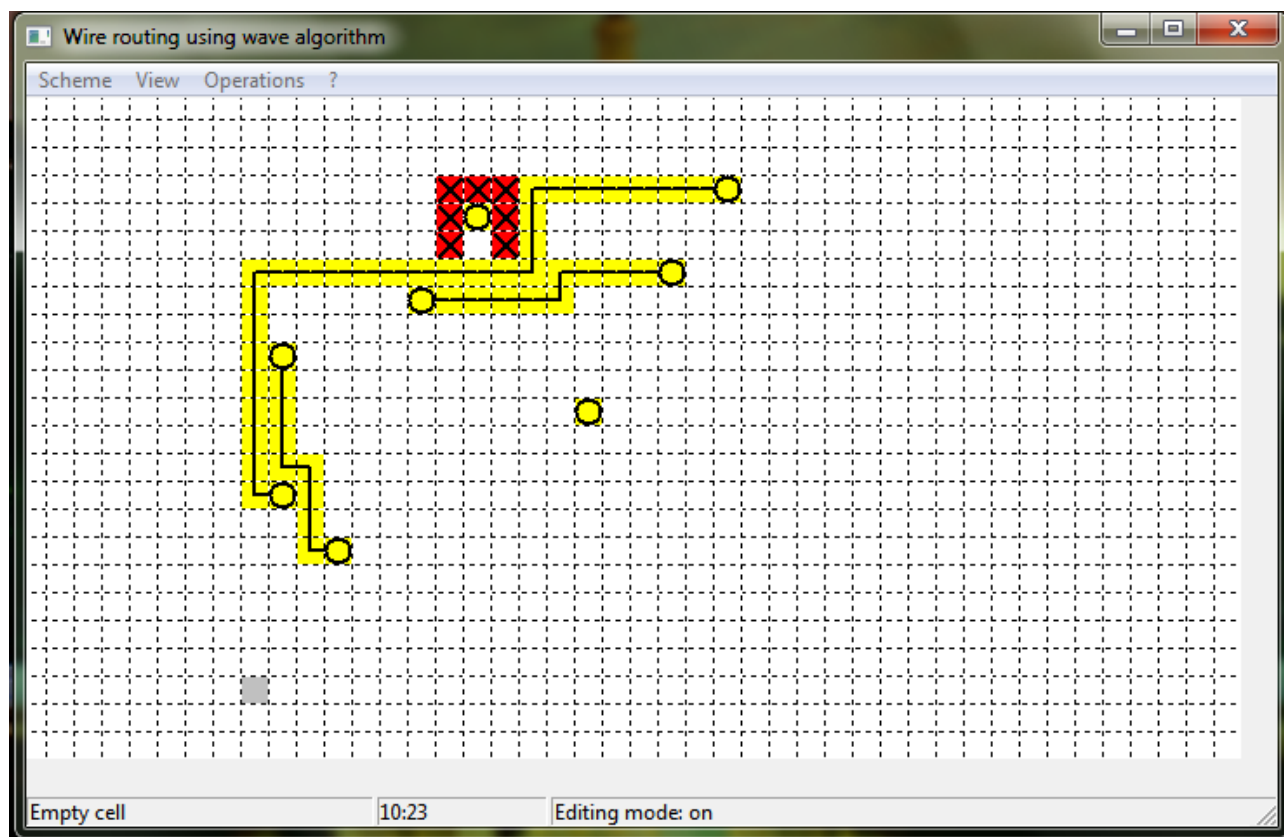 Wire routing using wave algorithm
Scheme View Operations ?
Empty cell 10:23 Editing mode: on